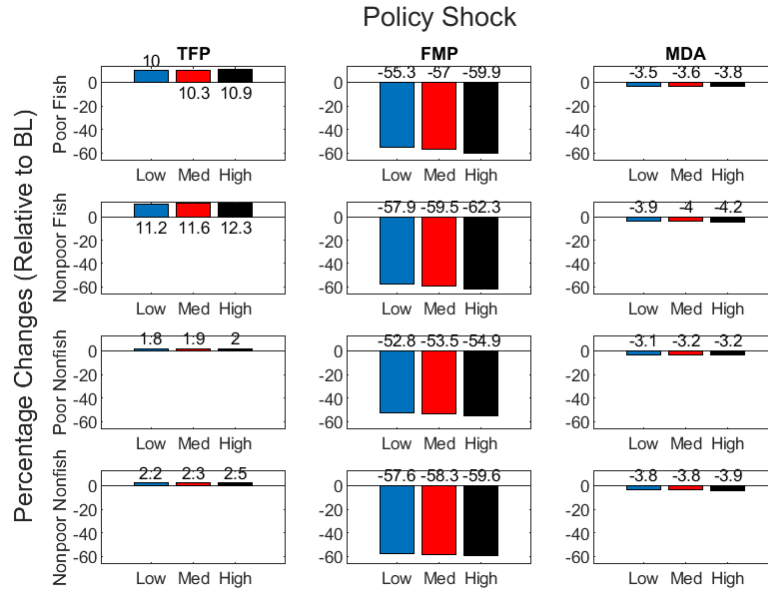 Policy Shock
TFP FMP MDA
Percentage Changes (Relative to BL)
Poor Fish
0
-20
-40
-60
10 10.3 10.9
Low Med High
0
-20
-40
-60
-55.3 -57 -59.9
Low Med High
0
-20
-40
-60
-3.5 -3.6 -3.8
Low Med High
Nonpoor Fish
0
-20
-40
-60
11.2 11.6 12.3
Low Med High
0
-20
-40
-60
-57.9 -59.5 -62.3
Low Med High
0
-20
-40
-60
-3.9 -4 -4.2
Low Med High
Poor Nonfish
0
-20
-40
-60
1.8 1.9 2
Low Med High
0
-20
-40
-60
-52.8 -53.5 -54.9
Low Med High
0
-20
-40
-60
-3.1 -3.2 -3.2
Low Med High
Nonpoor Nonfish
0
-20
-40
-60
2.2 2.3 2.5
Low Med High
0
-20
-40
-60
-57.6 -58.3 -59.6
Low Med High
0
-20
-40
-60
-3.8 -3.8 -3.9
Low Med High